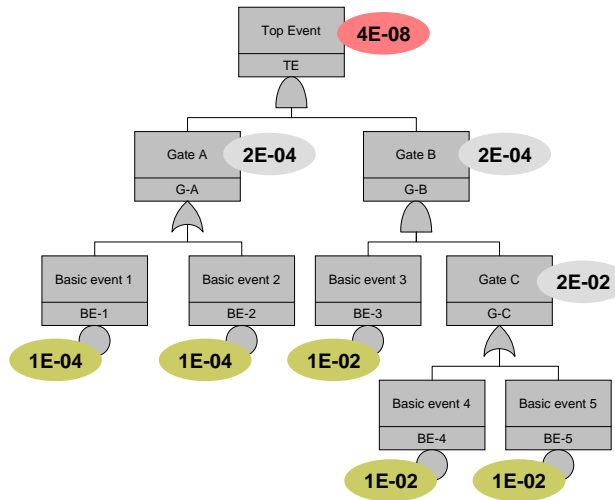 Top Event
4E-08
TE
Gate A
2E-04
G-A
Gate B
2E-04
G-B
Basic event 1
BE-1
1E-04
Basic event 2
BE-2
1E-04
Basic event 3
BE-3
1E-02
Gate C
2E-02
G-C
Basic event 4
BE-4
1E-02
Basic event 5
BE-5
1E-02